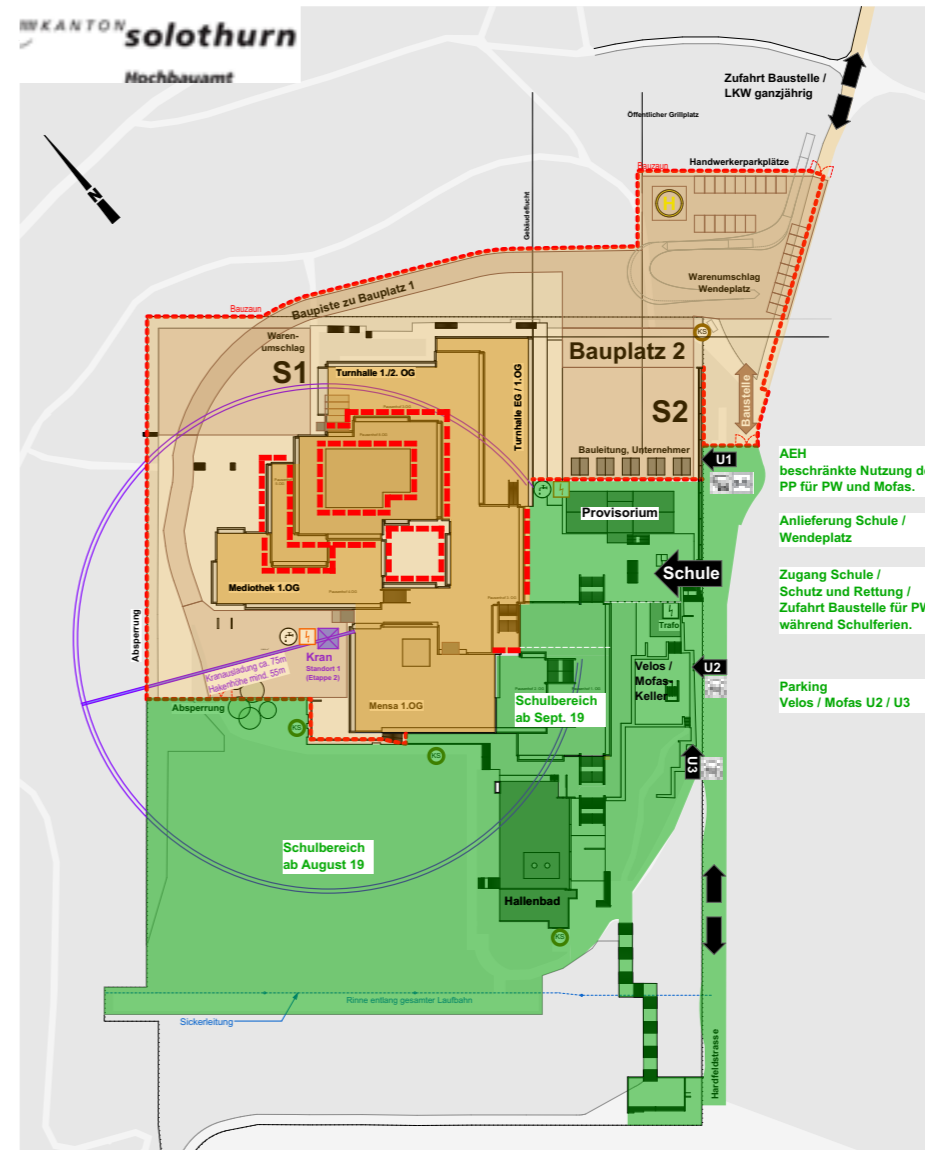 KANTON solothurn
Hochbauamt
Zufahrt Baustelle /
LKW ganzjährig
Öffentlicher Grillplatz
Bauzaun
Handwerkerparkplätze
H
N
Gebäudeflucht
Warenumschlag
Wendeplatz
Baupiste zu Bauplatz 1
Bauzaun
Waren-
umschlag
S1
KS
Bauplatz 2
Turnhalle 1./2. OG
Turnhalle EG / 1.OG
S2
Baustelle
Bauleitung, Unternehmer
U1
AEH
beschränkte Nutzung de
PP für PW und Mofas.
Provisorium
Anlieferung Schule /
Wendeplatz
Schule
Zugang Schule /
Schutz und Rettung /
Zufahrt Baustelle für PW
während Schulferien.
Mediothek 1.OG
Absperrung
Trafo
Kran
Standort 1
(Etappe 2)
Kranausladung ca. 75m
Hakenhöhe mind. 55m
Velos /
Mofas
Keller
U2
Parking
Velos / Mofas U2 / U3
Absperrung
Mensa 1.OG
Schulbereich
ab Sept. 19
KS
KS
U3
Schulbereich
ab August 19
Hallenbad
KS
Rinne entlang gesamter Laufbahn
Sickerleitung
Hardfeldstrasse